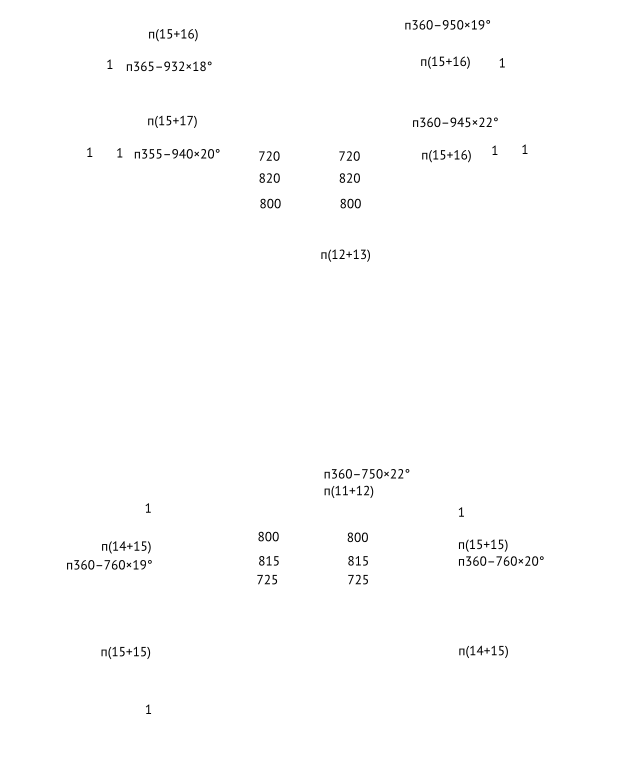 п360–950×19°
п(15+16)
п(15+16) 1
1 п365–932×18°
п(15+17) п360–945×22°
1 1 п355–940×20° 720 720 п(15+16) 1 1
820 820
800 800
п(12+13)
п360–750×22°
п(11+12)
1 1
800 800
п(14+15) п(15+15)
п360–760×19° 815 815 п360–760×20°
725 725
п(15+15) п(14+15)
1